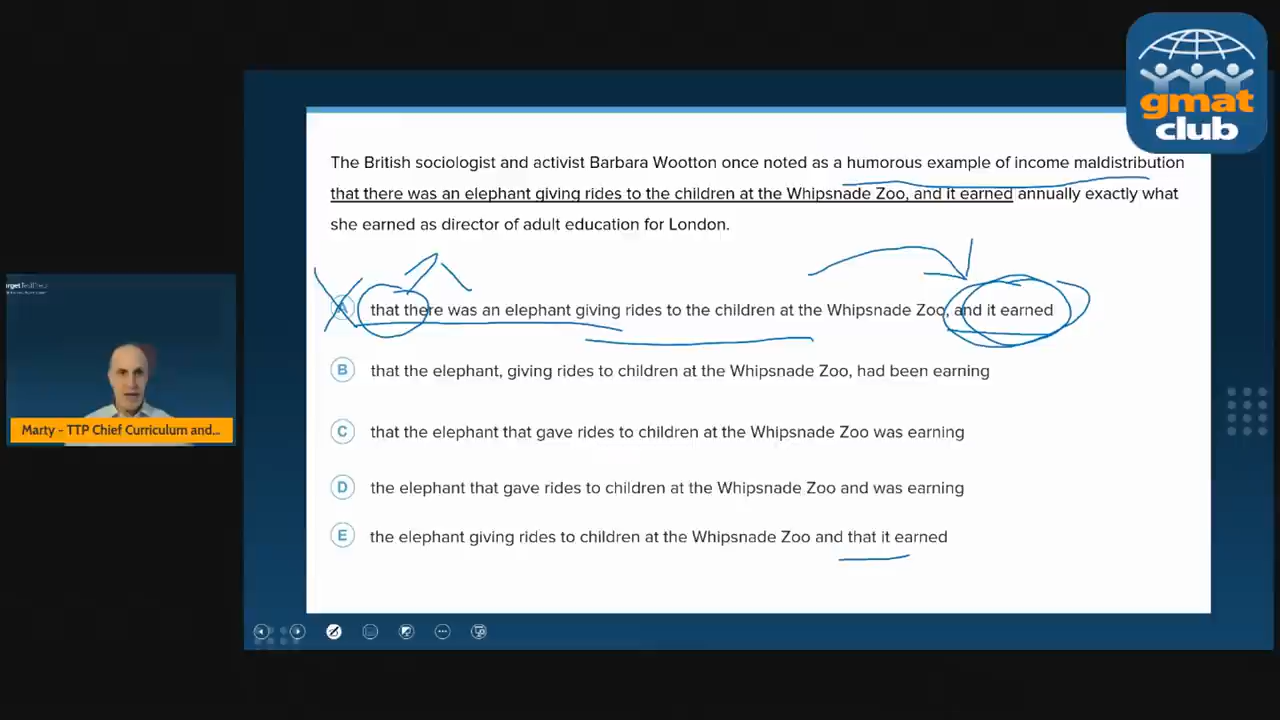 gmat
club
The British sociologist and activist Barbara Wootton once noted as a humorous example of income maldistribution
that there was an elephant giving rides to the children at the Whipsnade Zoo, and it earned annually exactly what
she earned as director of adult education for London.
A that there was an elephant giving rides to the children at the Whipsnade Zoo, and it earned
B that the elephant, giving rides to children at the Whipsnade Zoo, had been earning
C that the elephant that gave rides to children at the Whipsnade Zoo was earning
D the elephant that gave rides to children at the Whipsnade Zoo and was earning
E the elephant giving rides to children at the Whipsnade Zoo and that it earned
Marty - TTP Chief Curriculum and...